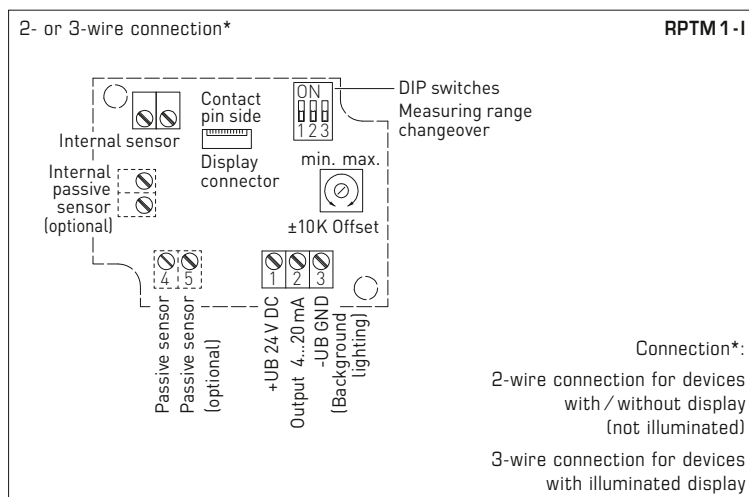 2- or 3-wire connection*
RPTM 1 - I
ON
1 2 3
DIP switches
Measuring range
changeover
Contact
pin side
Internal sensor
Display
connector
Internal
passive
sensor
(optional)
min. max.
±10K Offset
4 5
1 2 3
Passive sensor
Passive sensor
(optional)
+UB 24 V DC
Output 4...20 mA
-UB GND
(Background
lighting)
Connection*:
2-wire connection for devices
with / without display
(not illuminated)
3-wire connection for devices
with illuminated display